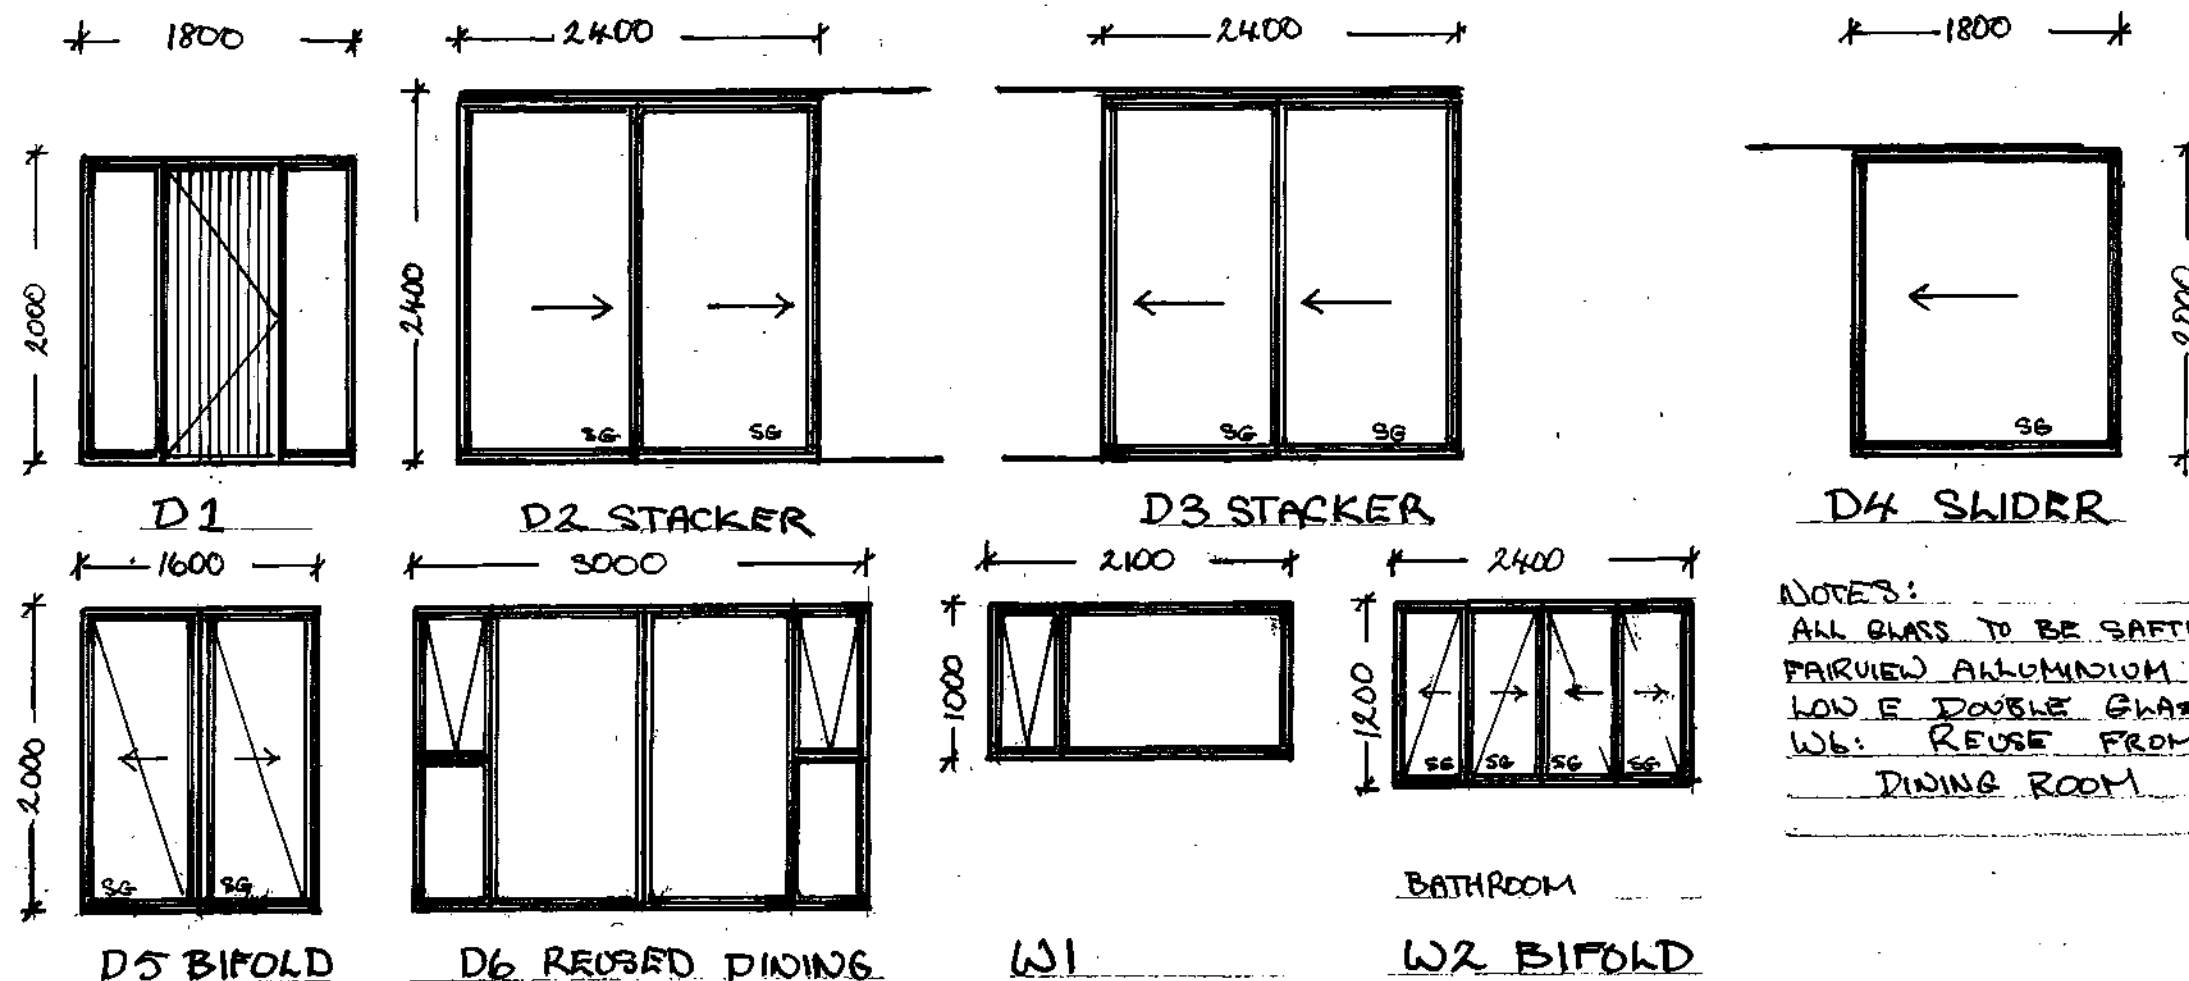 1800
2400
2400
1800
2000
2400
SG
SG
SG
SG
SG
D1
D2 STACKER
D3 STACKER
D4 SLIDER
1600
3000
2100
2400
2000
1000
1200
SG
SG
SG
SG
SG
SG
NOTES:
ALL GLASS TO BE SAFT
FAIRVIEW ALLUMINIUM
LOW E DOUBLE GLAZ
W6: REUSE FROM
DINING ROOM
BATHROOM
D5 BIFOLD
D6 REUSED DINING
W1
W2 BIFOLD